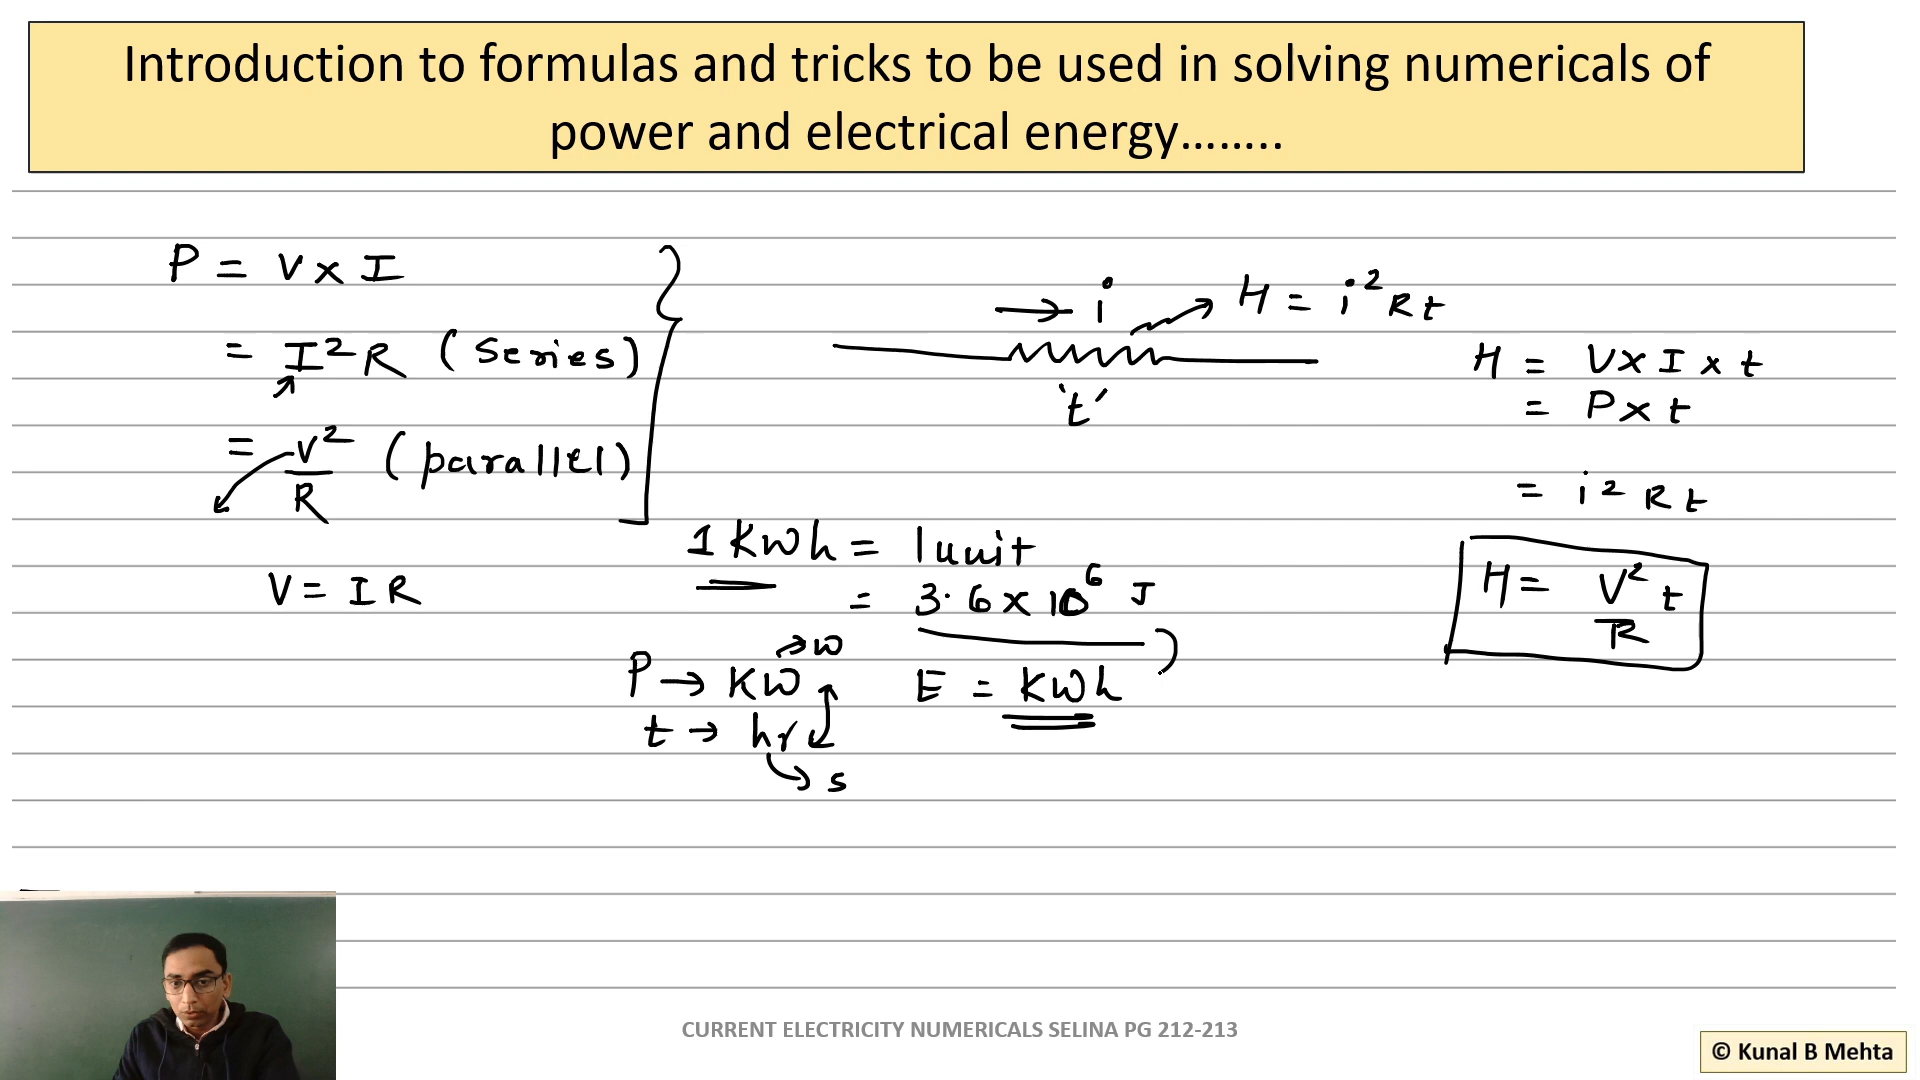 Introduction to formulas and tricks to be used in solving numericals of
power and electrical energy……..
P = V x I
= I²R (series)
= V²/R (parallel)
V = IR
i
H = i²Rt
't'
H = V x I x t
= P x t
= i²Rt
H = V²/R t
1 KWh = 1 unit
= 3.6 x 10⁶ J
P → KW → W
t → hr → s
E = KWh
CURRENT ELECTRICITY NUMERICALS SELINA PG 212-213
© Kunal B Mehta